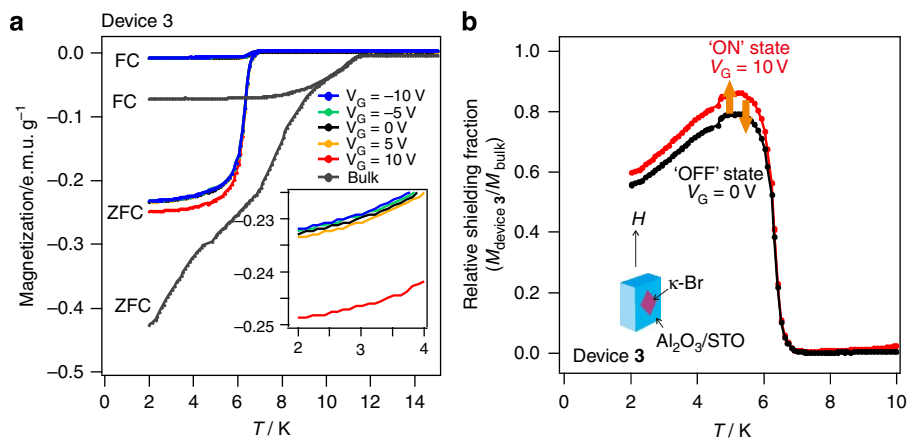 a
Device 3
Magnetization/e.m.u. g⁻¹
0.0
–0.1
–0.2
–0.3
–0.4
–0.5
FC
FC
ZFC
ZFC
V_G = –10 V
V_G = –5 V
V_G = 0 V
V_G = 5 V
V_G = 10 V
Bulk
–0.23
–0.24
–0.25
2 3 4
0 2 4 6 8 10 12 14
T / K
b
Relative shielding fraction
(M_device 3/M_bulk)
1.0
0.8
0.6
0.4
0.2
0.0
'ON' state
V_G = 10 V
'OFF' state
V_G = 0 V
H
κ-Br
Al₂O₃/STO
Device 3
0 2 4 6 8 10
T / K